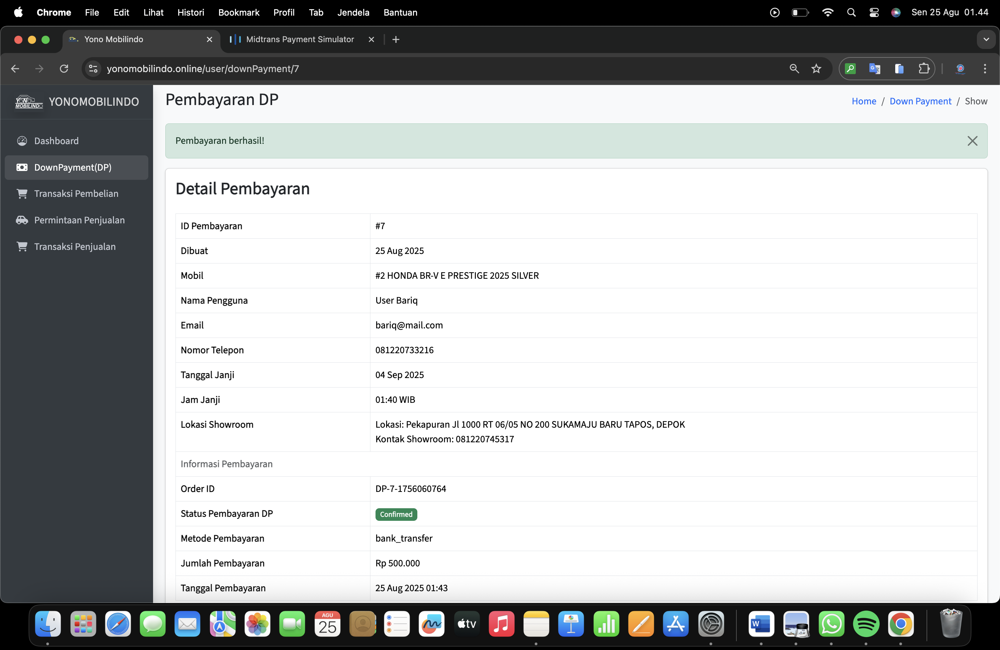 Chrome File Edit Lihat Histori Bookmark Profil Tab Jendela Bantuan Sen 25 Agu 01.44
Yono Mobilindo Midtrans Payment Simulator
yonomobilindo.online/user/downPayment/7
YONO MOBILINDO YONOMOBILINDO
Pembayaran DP
Home / Down Payment / Show
Dashboard
DownPayment(DP)
Transaksi Pembelian
Permintaan Penjualan
Transaksi Penjualan
Pembayaran berhasil!
Detail Pembayaran
ID Pembayaran #7
Dibuat 25 Aug 2025
Mobil #2 HONDA BR-V E PRESTIGE 2025 SILVER
Nama Pengguna User Bariq
Email bariq@mail.com
Nomor Telepon 081220733216
Tanggal Janji 04 Sep 2025
Jam Janji 01:40 WIB
Lokasi Showroom Lokasi: Pekapuran Jl 1000 RT 06/05 NO 200 SUKAMAJU BARU TAPOS, DEPOK
Kontak Showroom: 081220745317
Informasi Pembayaran
Order ID DP-7-1756060764
Status Pembayaran DP Confirmed
Metode Pembayaran bank_transfer
Jumlah Pembayaran Rp 500.000
Tanggal Pembayaran 25 Aug 2025 01:43
AGU
25
tv
W